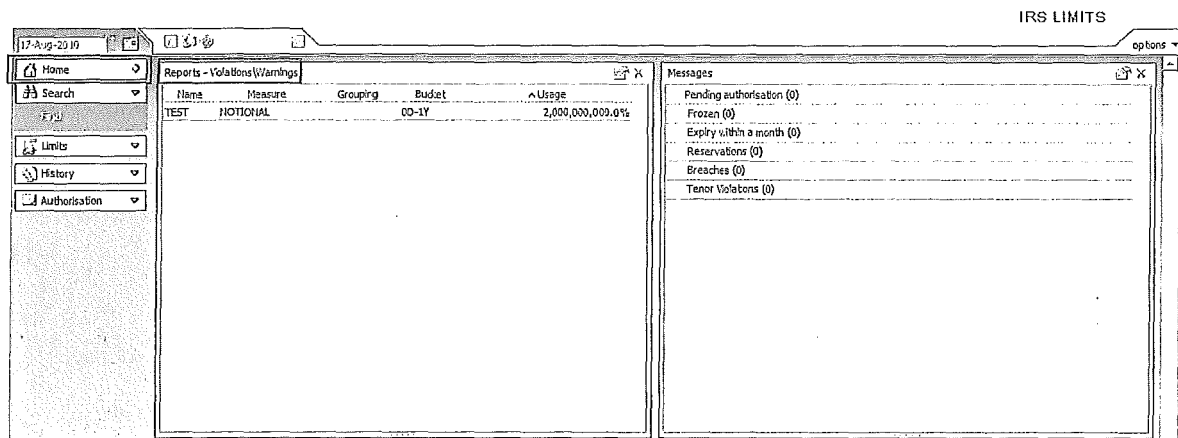 IRS LIMITS
17-Aug-2010
options
Home
Search
Find
Limits
History
Authorisation
Reports - Violations\Warnings
Name Measure Grouping Budget Usage
TEST NOTIONAL 0D-1Y 2,000,000,000.0%
Messages
Pending authorisation (0)
Frozen (0)
Expiry within a month (0)
Reservations (0)
Breaches (0)
Tenor Violations (0)